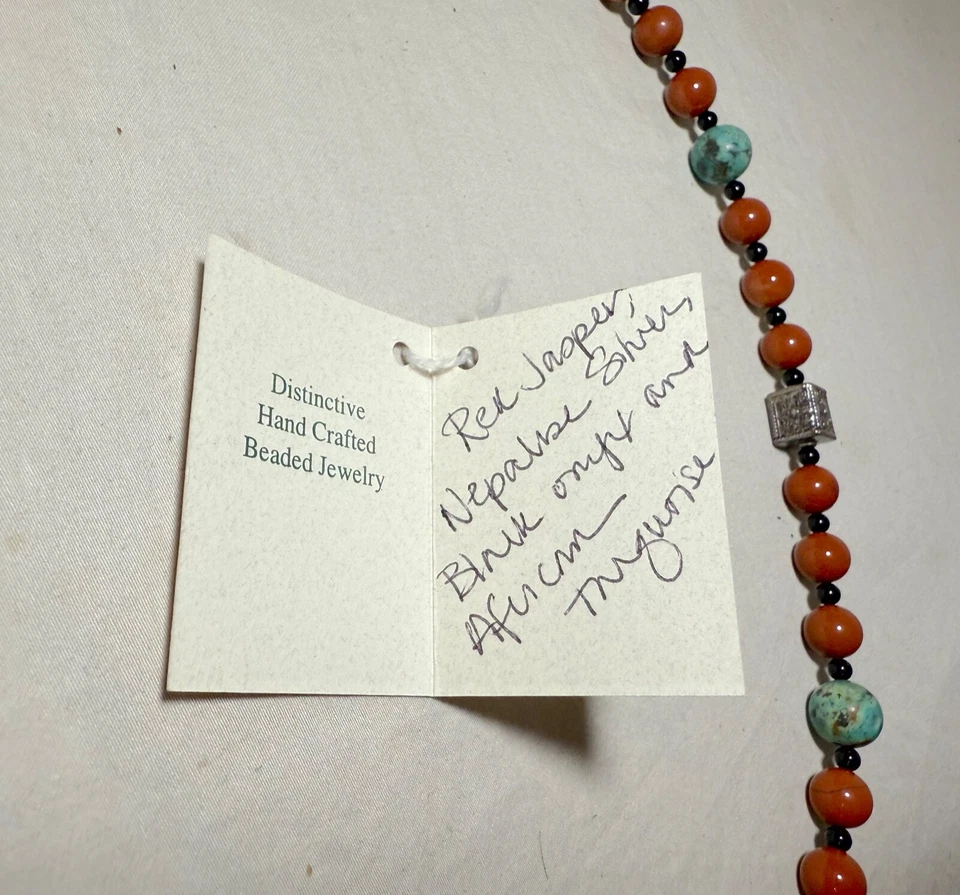 Distinctive
Hand Crafted
Beaded Jewelry
Red Jasper,
Nepalese Silver,
Black onyx and
African
Turquoise